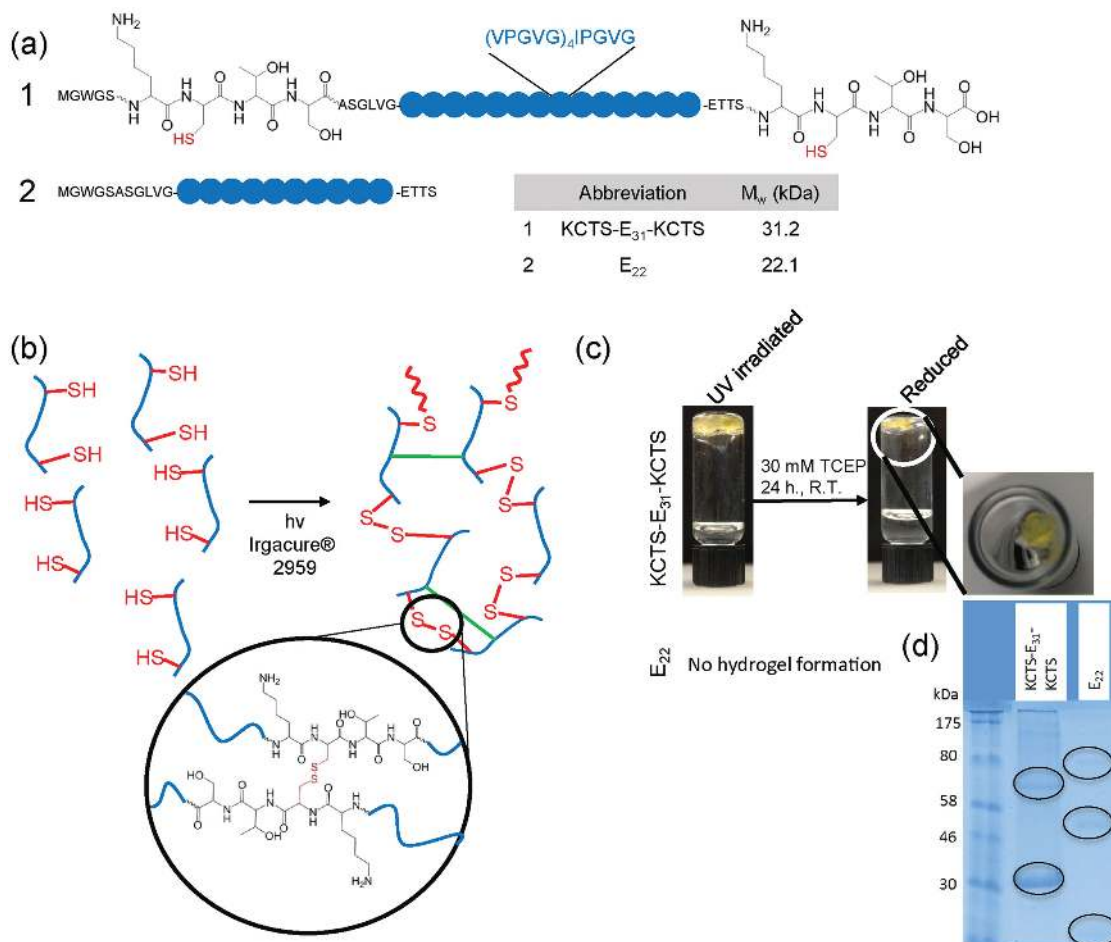 (a)
(VPGVG)₄IPGVG
1
MGWGS
NH₂
O
H
N
O
OH
H
N
O
ASGLVG
N
H
O
HS
N
H
OH
-ETTS
NH₂
O
H
N
O
OH
H
N
O
OH
N
H
O
HS
N
H
OH
2
MGWGSASGLVG
-ETTS
Abbreviation M_w (kDa)
1 KCTS-E₃₁-KCTS 31.2
2 E₂₂ 22.1
(b)
SH
SH
SH
SH
HS
HS
HS
HS
HS
HS
hv
Irgacure®
2959
S
S
S
S
S
S
S
S
S
S
NH₂
N
H
O
H
N
O
HO
N
H
O
H
N
O
OH
S
S
HO
O
O
H
N
N
H
O
OH
O
H
N
N
H
O
H
N
H₂N
(c)
UV irradiated
Reduced
KCTS-E₃₁-KCTS
30 mM TCEP
24 h., R.T.
E₂₂
No hydrogel formation
(d)
KCTS-E₃₁-
KCTS
E₂₂
kDa
175
80
58
46
30